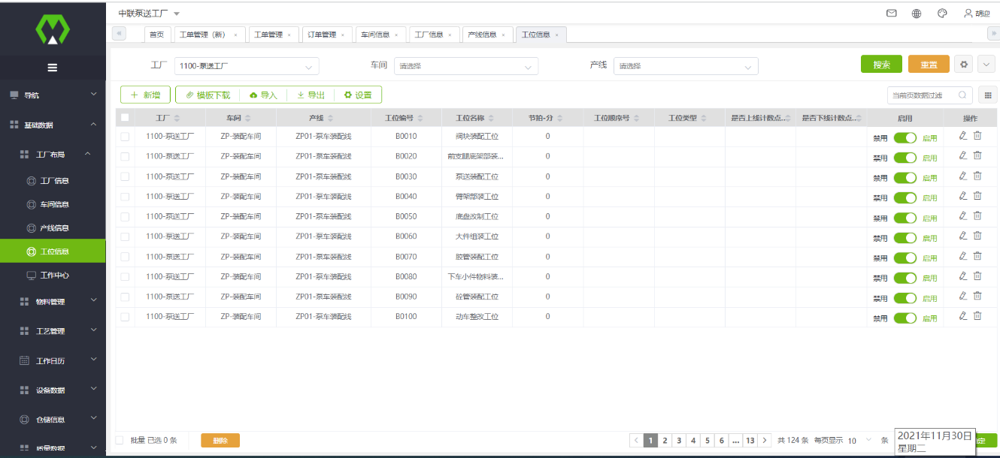 中联泵送工厂
胡迎
首页 工单管理（新） × 工单管理 × 订单管理 × 车间信息 × 工厂信息 × 产线信息 × 工位信息 ×
工厂 1100-泵送工厂 车间 请选择 产线 请选择 搜索 重置
新增 模板下载 导入 导出 设置 当前页数据过滤
导航
基础数据
工厂布局
工厂信息
车间信息
产线信息
工位信息
工作中心
物料管理
工艺管理
工作日历
设备数据
仓储信息
质量数据
工厂 车间 产线 工位编号 工位名称 节拍-分 工位顺序号 工位类型 是否上线计数点... 是否下线计数点... 启用 操作
1100-泵送工厂 ZP-装配车间 ZP01-泵车装配线 B0010 阀块装配工位 0 禁用 启用
1100-泵送工厂 ZP-装配车间 ZP01-泵车装配线 B0020 前支腿底架部装... 0 禁用 启用
1100-泵送工厂 ZP-装配车间 ZP01-泵车装配线 B0030 泵送装配工位 0 禁用 启用
1100-泵送工厂 ZP-装配车间 ZP01-泵车装配线 B0040 臂架部装工位 0 禁用 启用
1100-泵送工厂 ZP-装配车间 ZP01-泵车装配线 B0050 底盘改制工位 0 禁用 启用
1100-泵送工厂 ZP-装配车间 ZP01-泵车装配线 B0060 大件组装工位 0 禁用 启用
1100-泵送工厂 ZP-装配车间 ZP01-泵车装配线 B0070 胶管装配工位 0 禁用 启用
1100-泵送工厂 ZP-装配车间 ZP01-泵车装配线 B0080 下车小件物料装... 0 禁用 启用
1100-泵送工厂 ZP-装配车间 ZP01-泵车装配线 B0090 砼管装配工位 0 禁用 启用
1100-泵送工厂 ZP-装配车间 ZP01-泵车装配线 B0100 动车整改工位 0 禁用 启用
批量 已选 0 条 删除 1 2 3 4 5 6 ... 13 共 124 条 每页显示 10 条 定
2021年11月30日
星期二